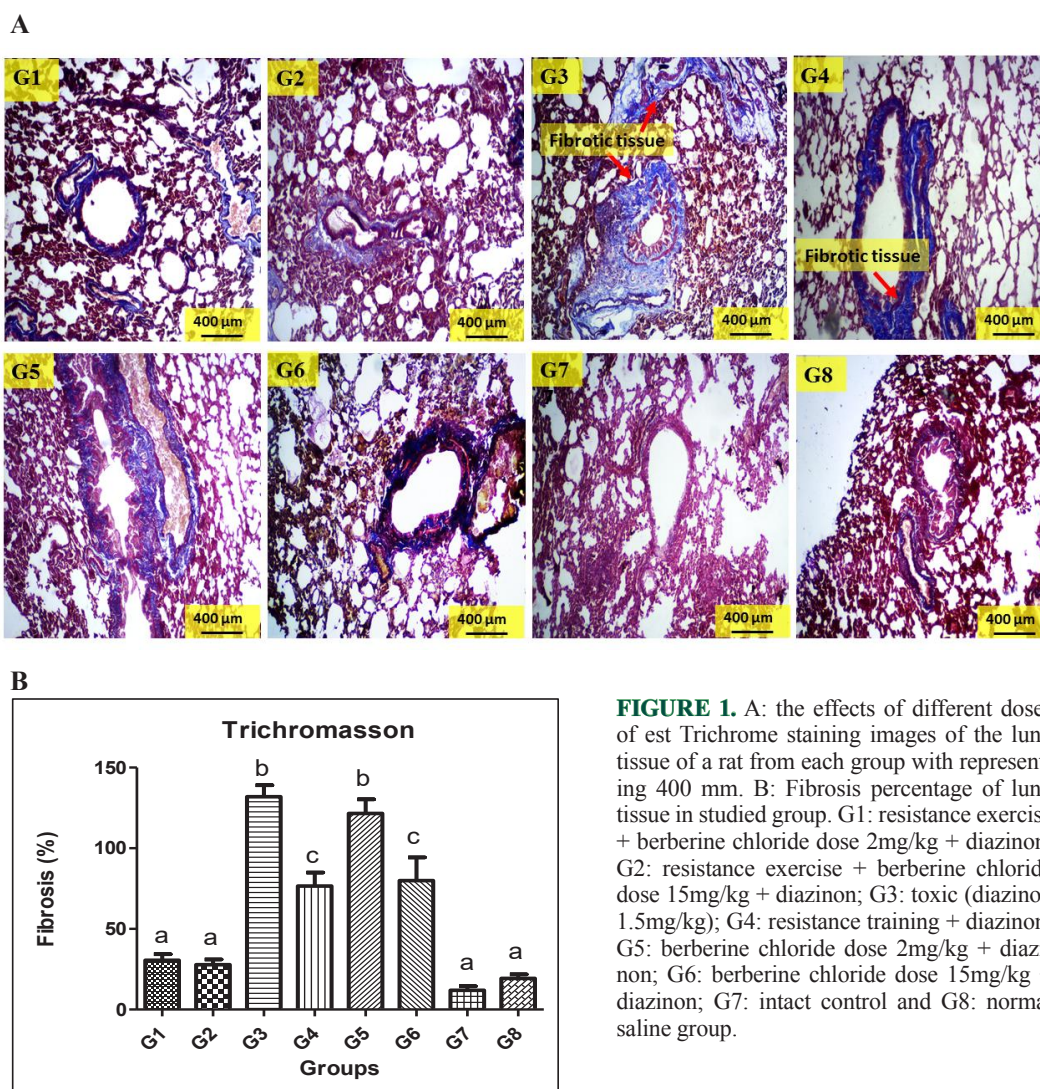 A
G1
G2
G3
G4
Fibrotic tissue
Fibrotic tissue
400 µm
400 µm
400 µm
400 µm
G5
G6
G7
G8
400 µm
400 µm
400 µm
400 µm
B
Trichromasson
150
100
50
0
Fibrosis (%)
a
a
b
c
b
c
a
a
G1
G2
G3
G4
G5
G6
G7
G8
Groups
FIGURE 1. A: the effects of different dose
of est Trichrome staining images of the lun
tissue of a rat from each group with represent
ing 400 mm. B: Fibrosis percentage of lun
tissue in studied group. G1: resistance exercis
+ berberine chloride dose 2mg/kg + diazinon
G2: resistance exercise + berberine chlorid
dose 15mg/kg + diazinon; G3: toxic (diazino
1.5mg/kg); G4: resistance training + diazinon
G5: berberine chloride dose 2mg/kg + diaz
non; G6: berberine chloride dose 15mg/kg
diazinon; G7: intact control and G8: norma
saline group.